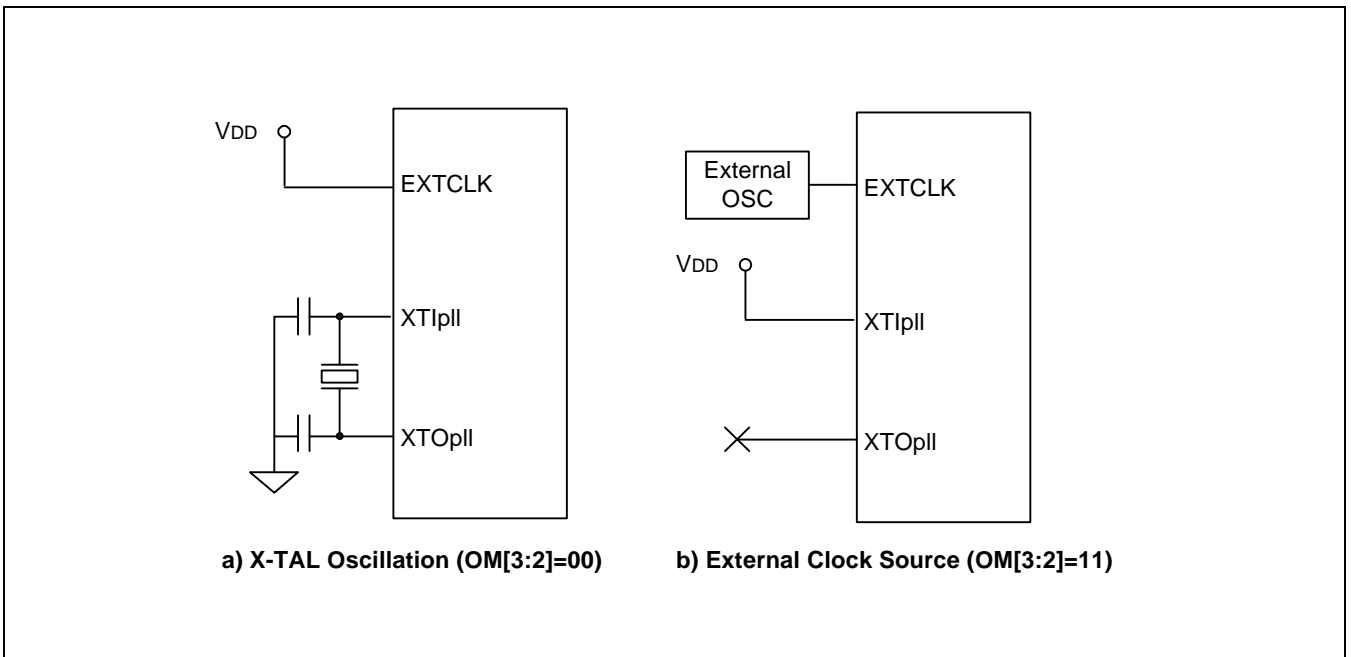 VDD
EXTCLK
XTIpll
XTOpll
a) X-TAL Oscillation (OM[3:2]=00)
External
OSC
EXTCLK
VDD
XTIpll
XTOpll
b) External Clock Source (OM[3:2]=11)